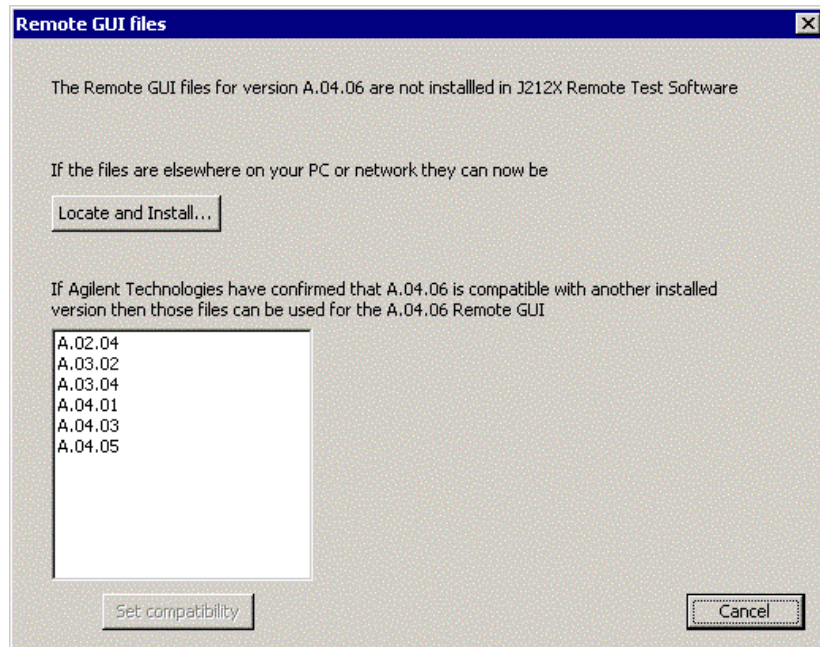 Remote GUI files
The Remote GUI files for version A.04.06 are not installled in J212X Remote Test Software
If the files are elsewhere on your PC or network they can now be
Locate and Install...
If Agilent Technologies have confirmed that A.04.06 is compatible with another installed
version then those files can be used for the A.04.06 Remote GUI
A.02.04
A.03.02
A.03.04
A.04.01
A.04.03
A.04.05
Set compatibility
Cancel